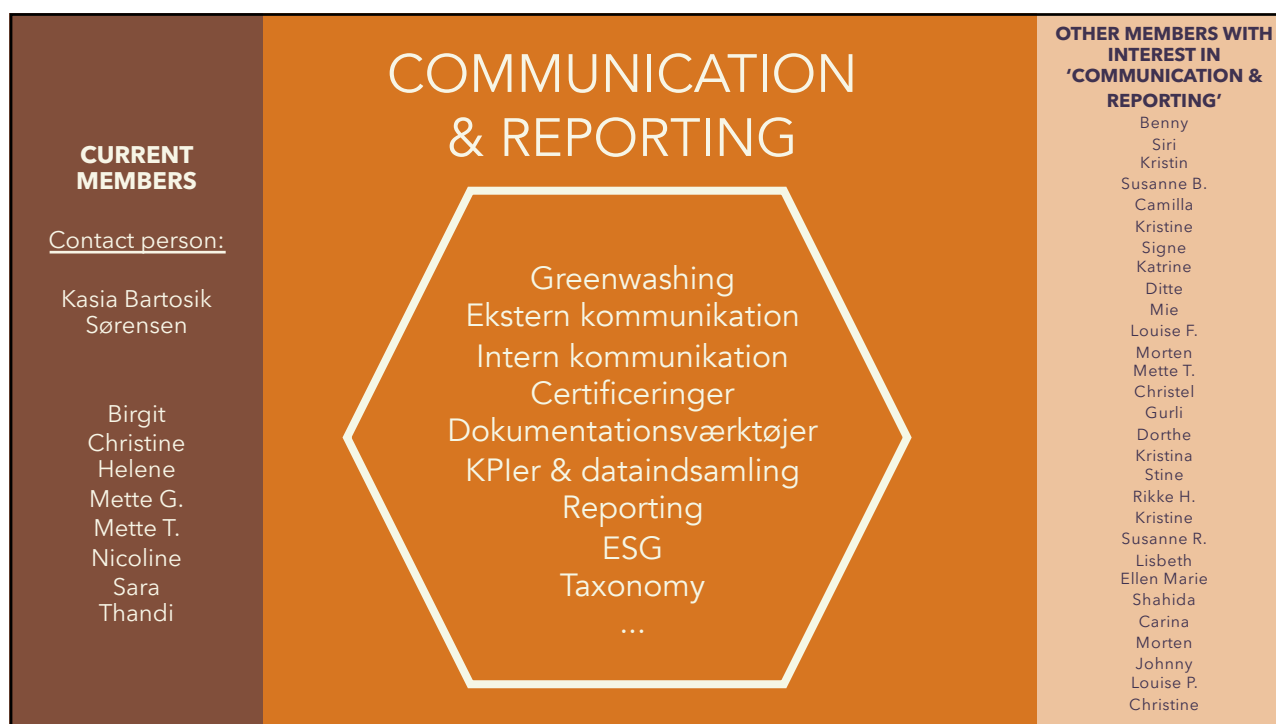 CURRENT
MEMBERS
Contact person:
Kasia Bartosik
Sørensen
Birgit
Christine
Helene
Mette G.
Mette T.
Nicoline
Sara
Thandi
COMMUNICATION
& REPORTING
Greenwashing
Ekstern kommunikation
Intern kommunikation
Certificeringer
Dokumentationsværktøjer
KPIer & dataindsamling
Reporting
ESG
Taxonomy
...
OTHER MEMBERS WITH
INTEREST IN
‘COMMUNICATION &
REPORTING’
Benny
Siri
Kristin
Susanne B.
Camilla
Kristine
Signe
Katrine
Ditte
Mie
Louise F.
Morten
Mette T.
Christel
Gurli
Dorthe
Kristina
Stine
Rikke H.
Kristine
Susanne R.
Lisbeth
Ellen Marie
Shahida
Carina
Morten
Johnny
Louise P.
Christine